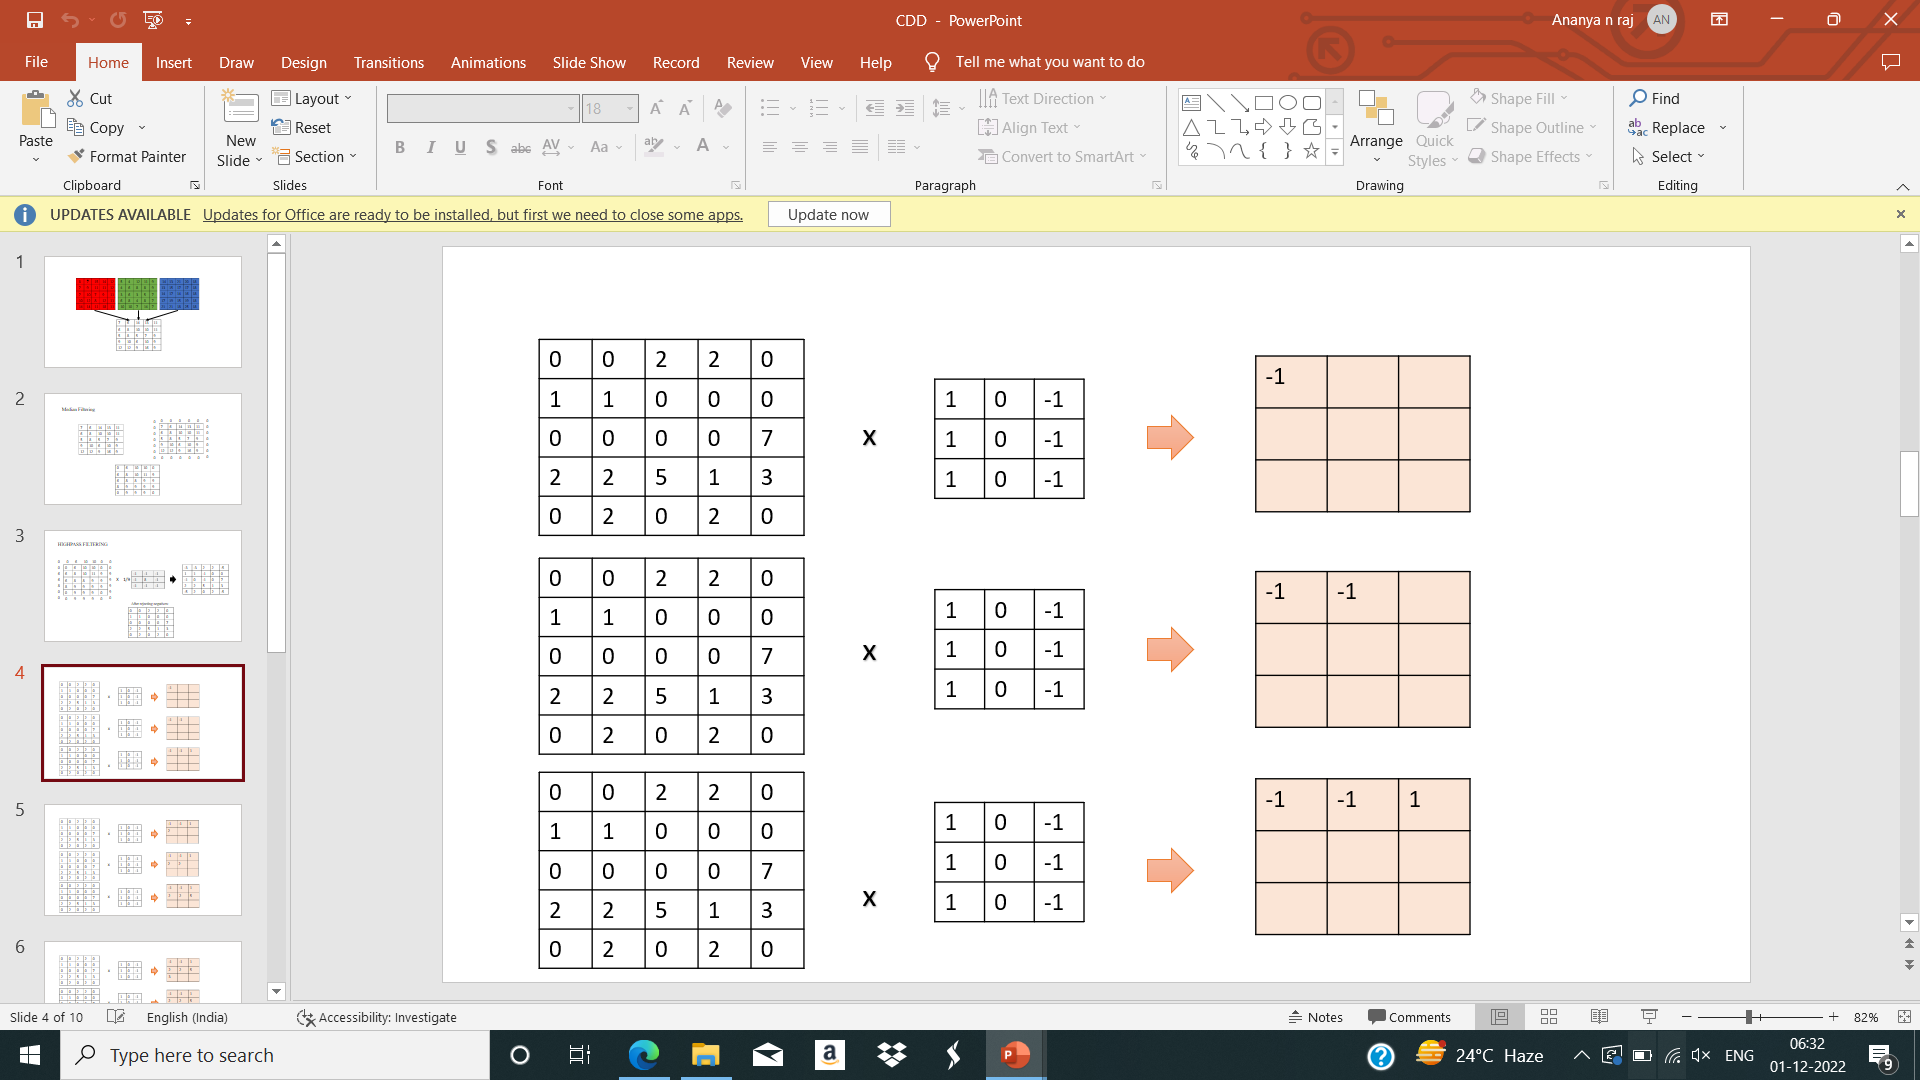 CDD - PowerPoint
Ananya n raj
AN
File
Home
Insert
Draw
Design
Transitions
Animations
Slide Show
Record
Review
View
Help
Tell me what you want to do
Paste
Cut
Copy
Format Painter
Clipboard
New Slide
Layout
Reset
Section
Slides
18
B I U S abc AV Aa A
Font
Text Direction
Align Text
Convert to SmartArt
Paragraph
Arrange
Quick Styles
Shape Fill
Shape Outline
Shape Effects
Drawing
Find
Replace
Select
Editing
UPDATES AVAILABLE Updates for Office are ready to be installed, but first we need to close some apps. Update now
1
2
Median Filtering
3
HIGHPASS FILTERING
4
5
6
0 0 2 2 0
1 1 0 0 0
0 0 0 0 7
2 2 5 1 3
0 2 0 2 0
X
1 0 -1
1 0 -1
1 0 -1
-1
0 0 2 2 0
1 1 0 0 0
0 0 0 0 7
2 2 5 1 3
0 2 0 2 0
X
1 0 -1
1 0 -1
1 0 -1
-1 -1
0 0 2 2 0
1 1 0 0 0
0 0 0 0 7
2 2 5 1 3
0 2 0 2 0
X
1 0 -1
1 0 -1
1 0 -1
-1 -1 1
Slide 4 of 10
English (India)
Accessibility: Investigate
Notes
Comments
82%
Type here to search
24°C Haze
ENG
06:32
01-12-2022
9